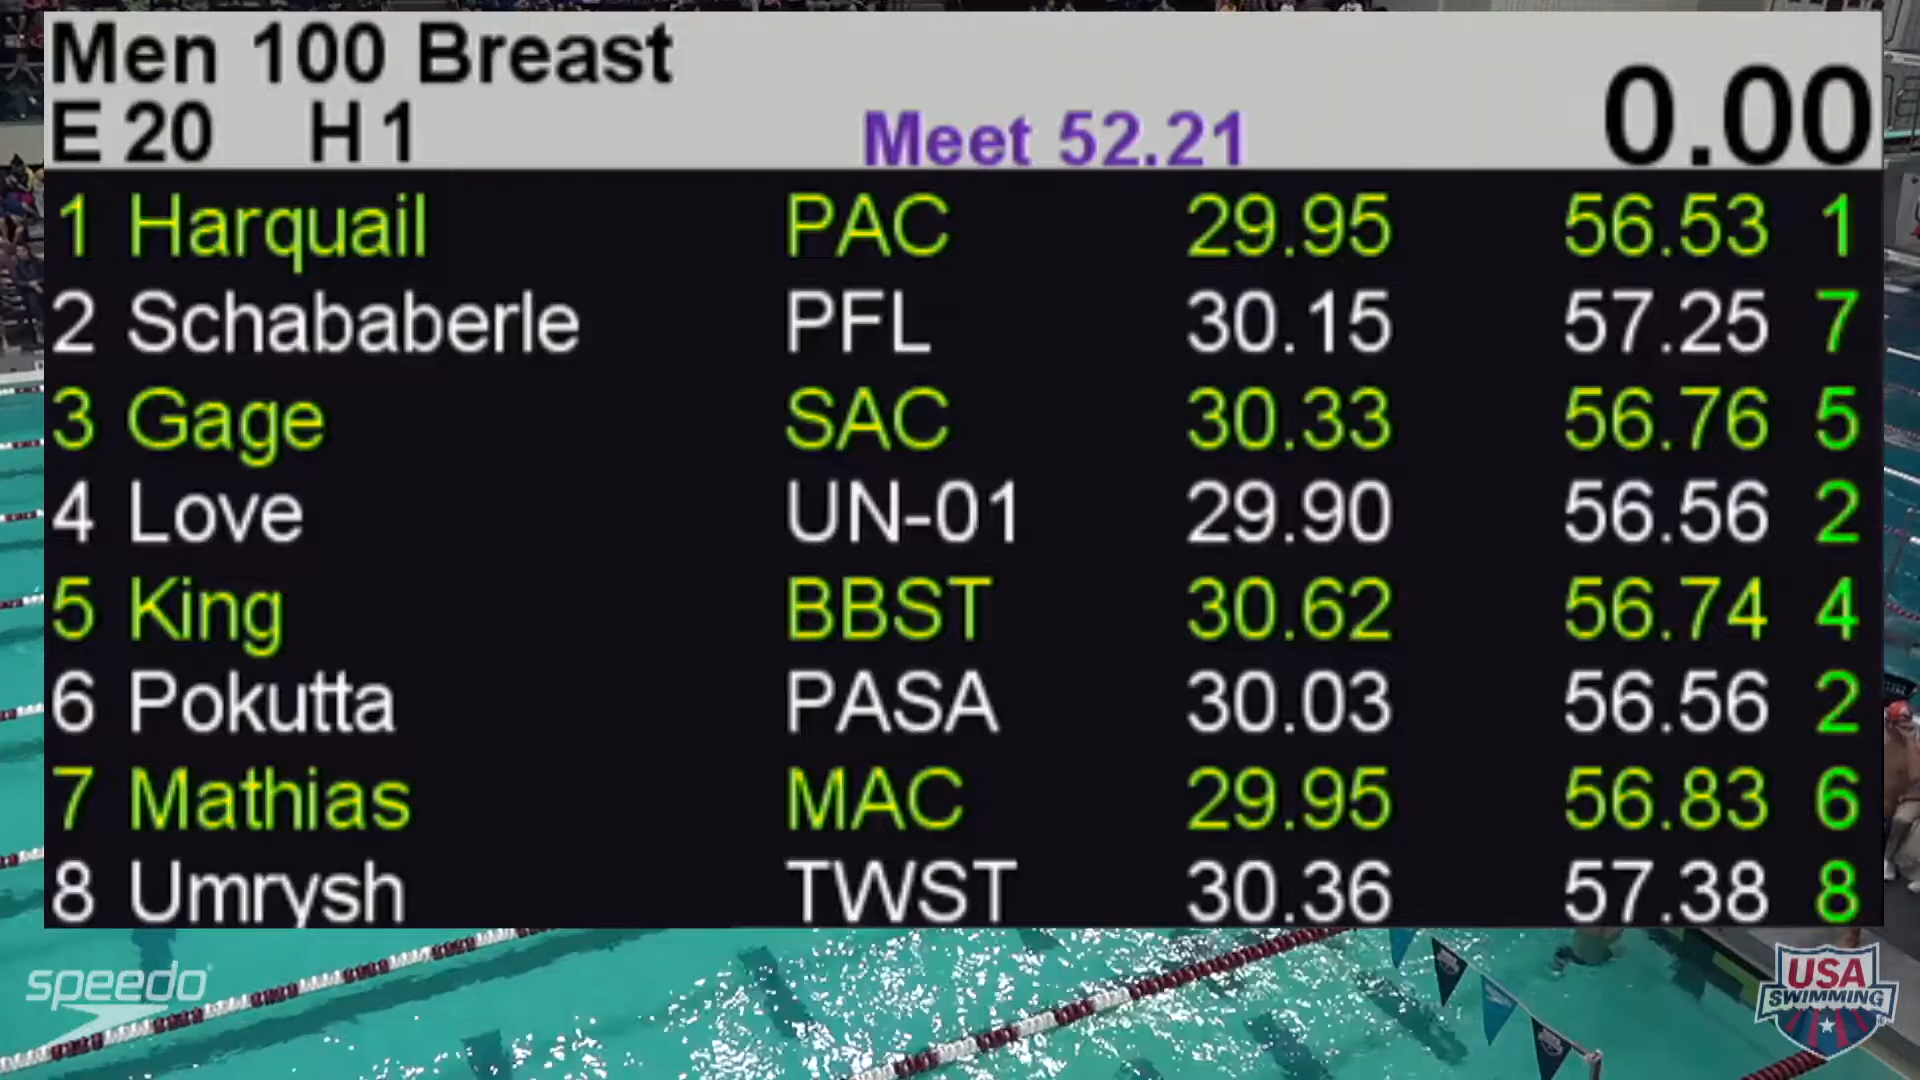 Men 100 Breast
E 20 H 1 Meet 52.21 0.00
1 Harquail PAC 29.95 56.53 1
2 Schababerle PFL 30.15 57.25 7
3 Gage SAC 30.33 56.76 5
4 Love UN-01 29.90 56.56 2
5 King BBST 30.62 56.74 4
6 Pokutta PASA 30.03 56.56 2
7 Mathias MAC 29.95 56.83 6
8 Umrysh TWST 30.36 57.38 8
speedo
USA
SWIMMING